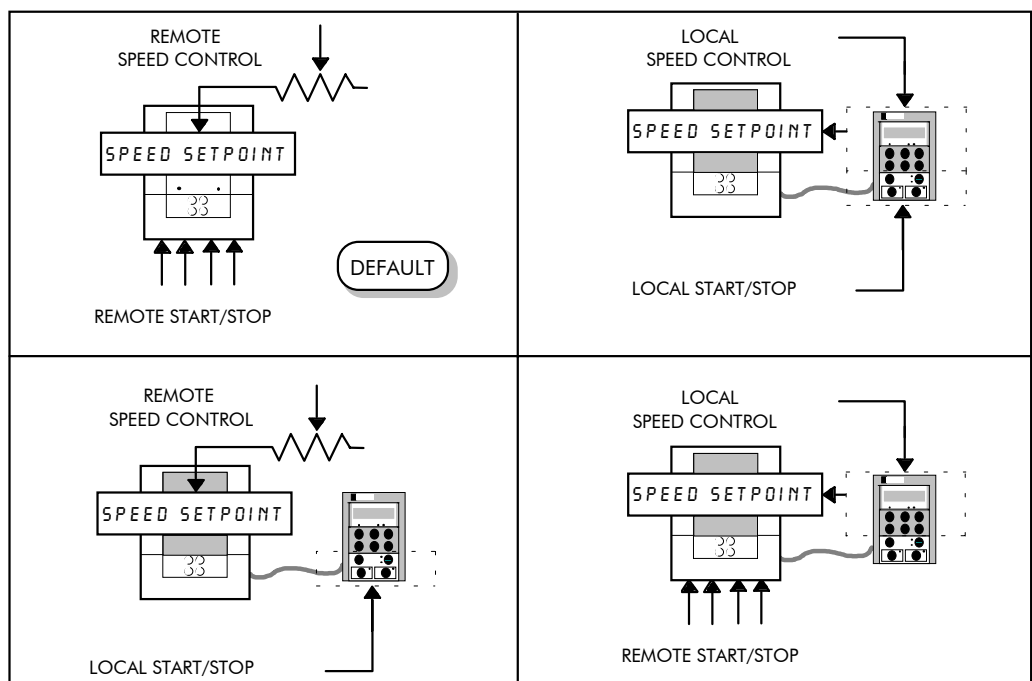 REMOTE
SPEED CONTROL
SPEED SETPOINT
DEFAULT
REMOTE START/STOP
LOCAL
SPEED CONTROL
SPEED SETPOINT
LOCAL START/STOP
REMOTE
SPEED CONTROL
SPEED SETPOINT
LOCAL START/STOP
LOCAL
SPEED CONTROL
SPEED SETPOINT
REMOTE START/STOP